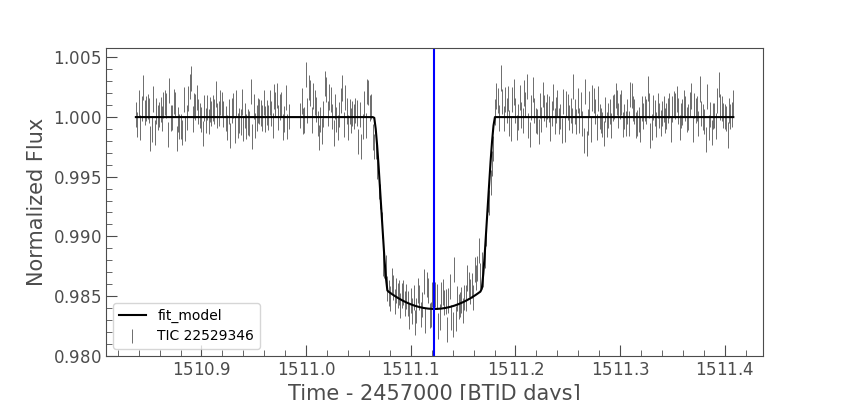 1.005
1.000
0.995
0.990
0.985
0.980
Normalized Flux
fit_model
TIC 22529346
1510.9 1511.0 1511.1 1511.2 1511.3 1511.4
Time - 2457000 [BTJD days]